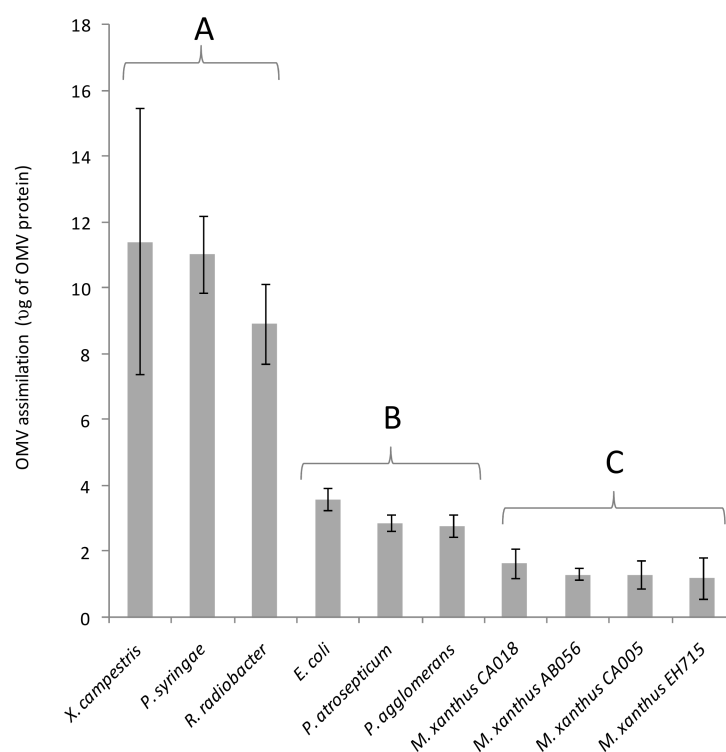 18
16
14
12
10
8
6
4
2
0
OMV assimilation (υg of OMV protein)
A
B
C
X. campestris
P. syringae
R. radiobacter
E. coli
P. atrosepticum
P. agglomerans
M. xanthus CA018
M. xanthus AB056
M. xanthus CA005
M. xanthus EH715